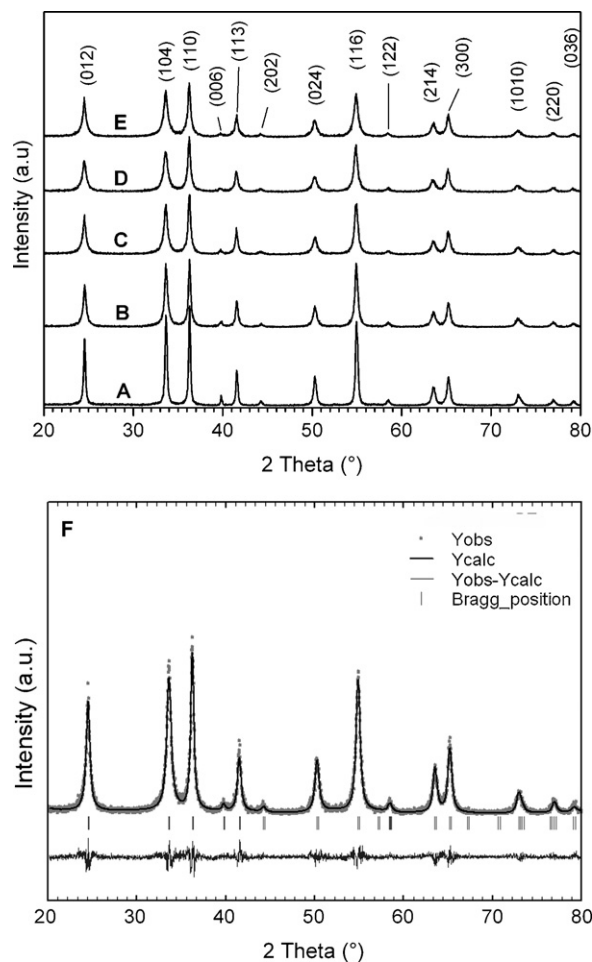 (012)
(104)
(110)
(006)
(113)
(202)
(024)
(116)
(122)
(214)
(300)
(1010)
(220)
(036)
E
D
C
B
A
Intensity (a.u)
20 30 40 50 60 70 80
2 Theta (°)
F
Yobs
Ycalc
Yobs-Ycalc
Bragg_position
Intensity (a.u.)
20 30 40 50 60 70 80
2 Theta (°)